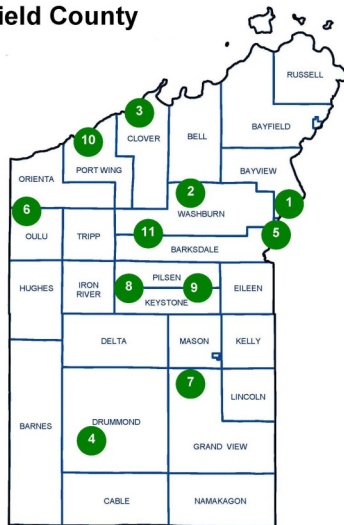 field County
RUSSELL
3
CLOVER
BELL
BAYFIELD
10
PORT WING
BAYVIEW
ORIENTA
2
WASHBURN
1
6
OULU
TRIPP
11
5
BARKSDALE
HUGHES
IRON
RIVER
8
PILSEN
9
KEYSTONE
EILEEN
DELTA
MASON
KELLY
7
LINCOLN
BARNES
DRUMMOND
4
GRAND VIEW
CABLE
NAMAKAGON